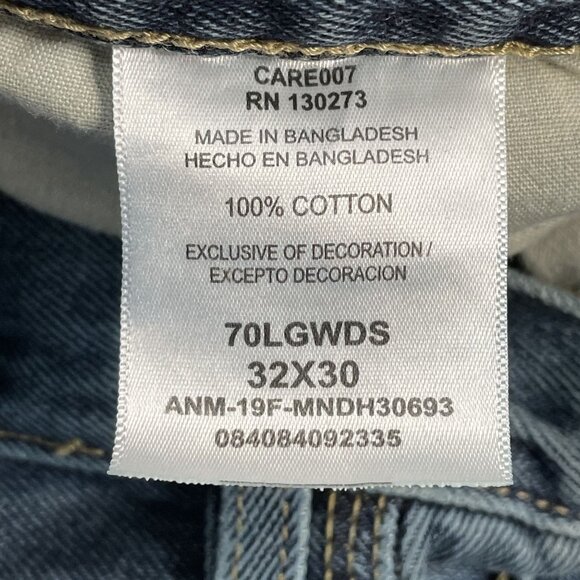 CARE007
RN 130273
MADE IN BANGLADESH
HECHO EN BANGLADESH
100% COTTON
EXCLUSIVE OF DECORATION /
EXCEPTO DECORACION
70LGWDS
32X30
ANM-19F-MNDH30693
084084092335